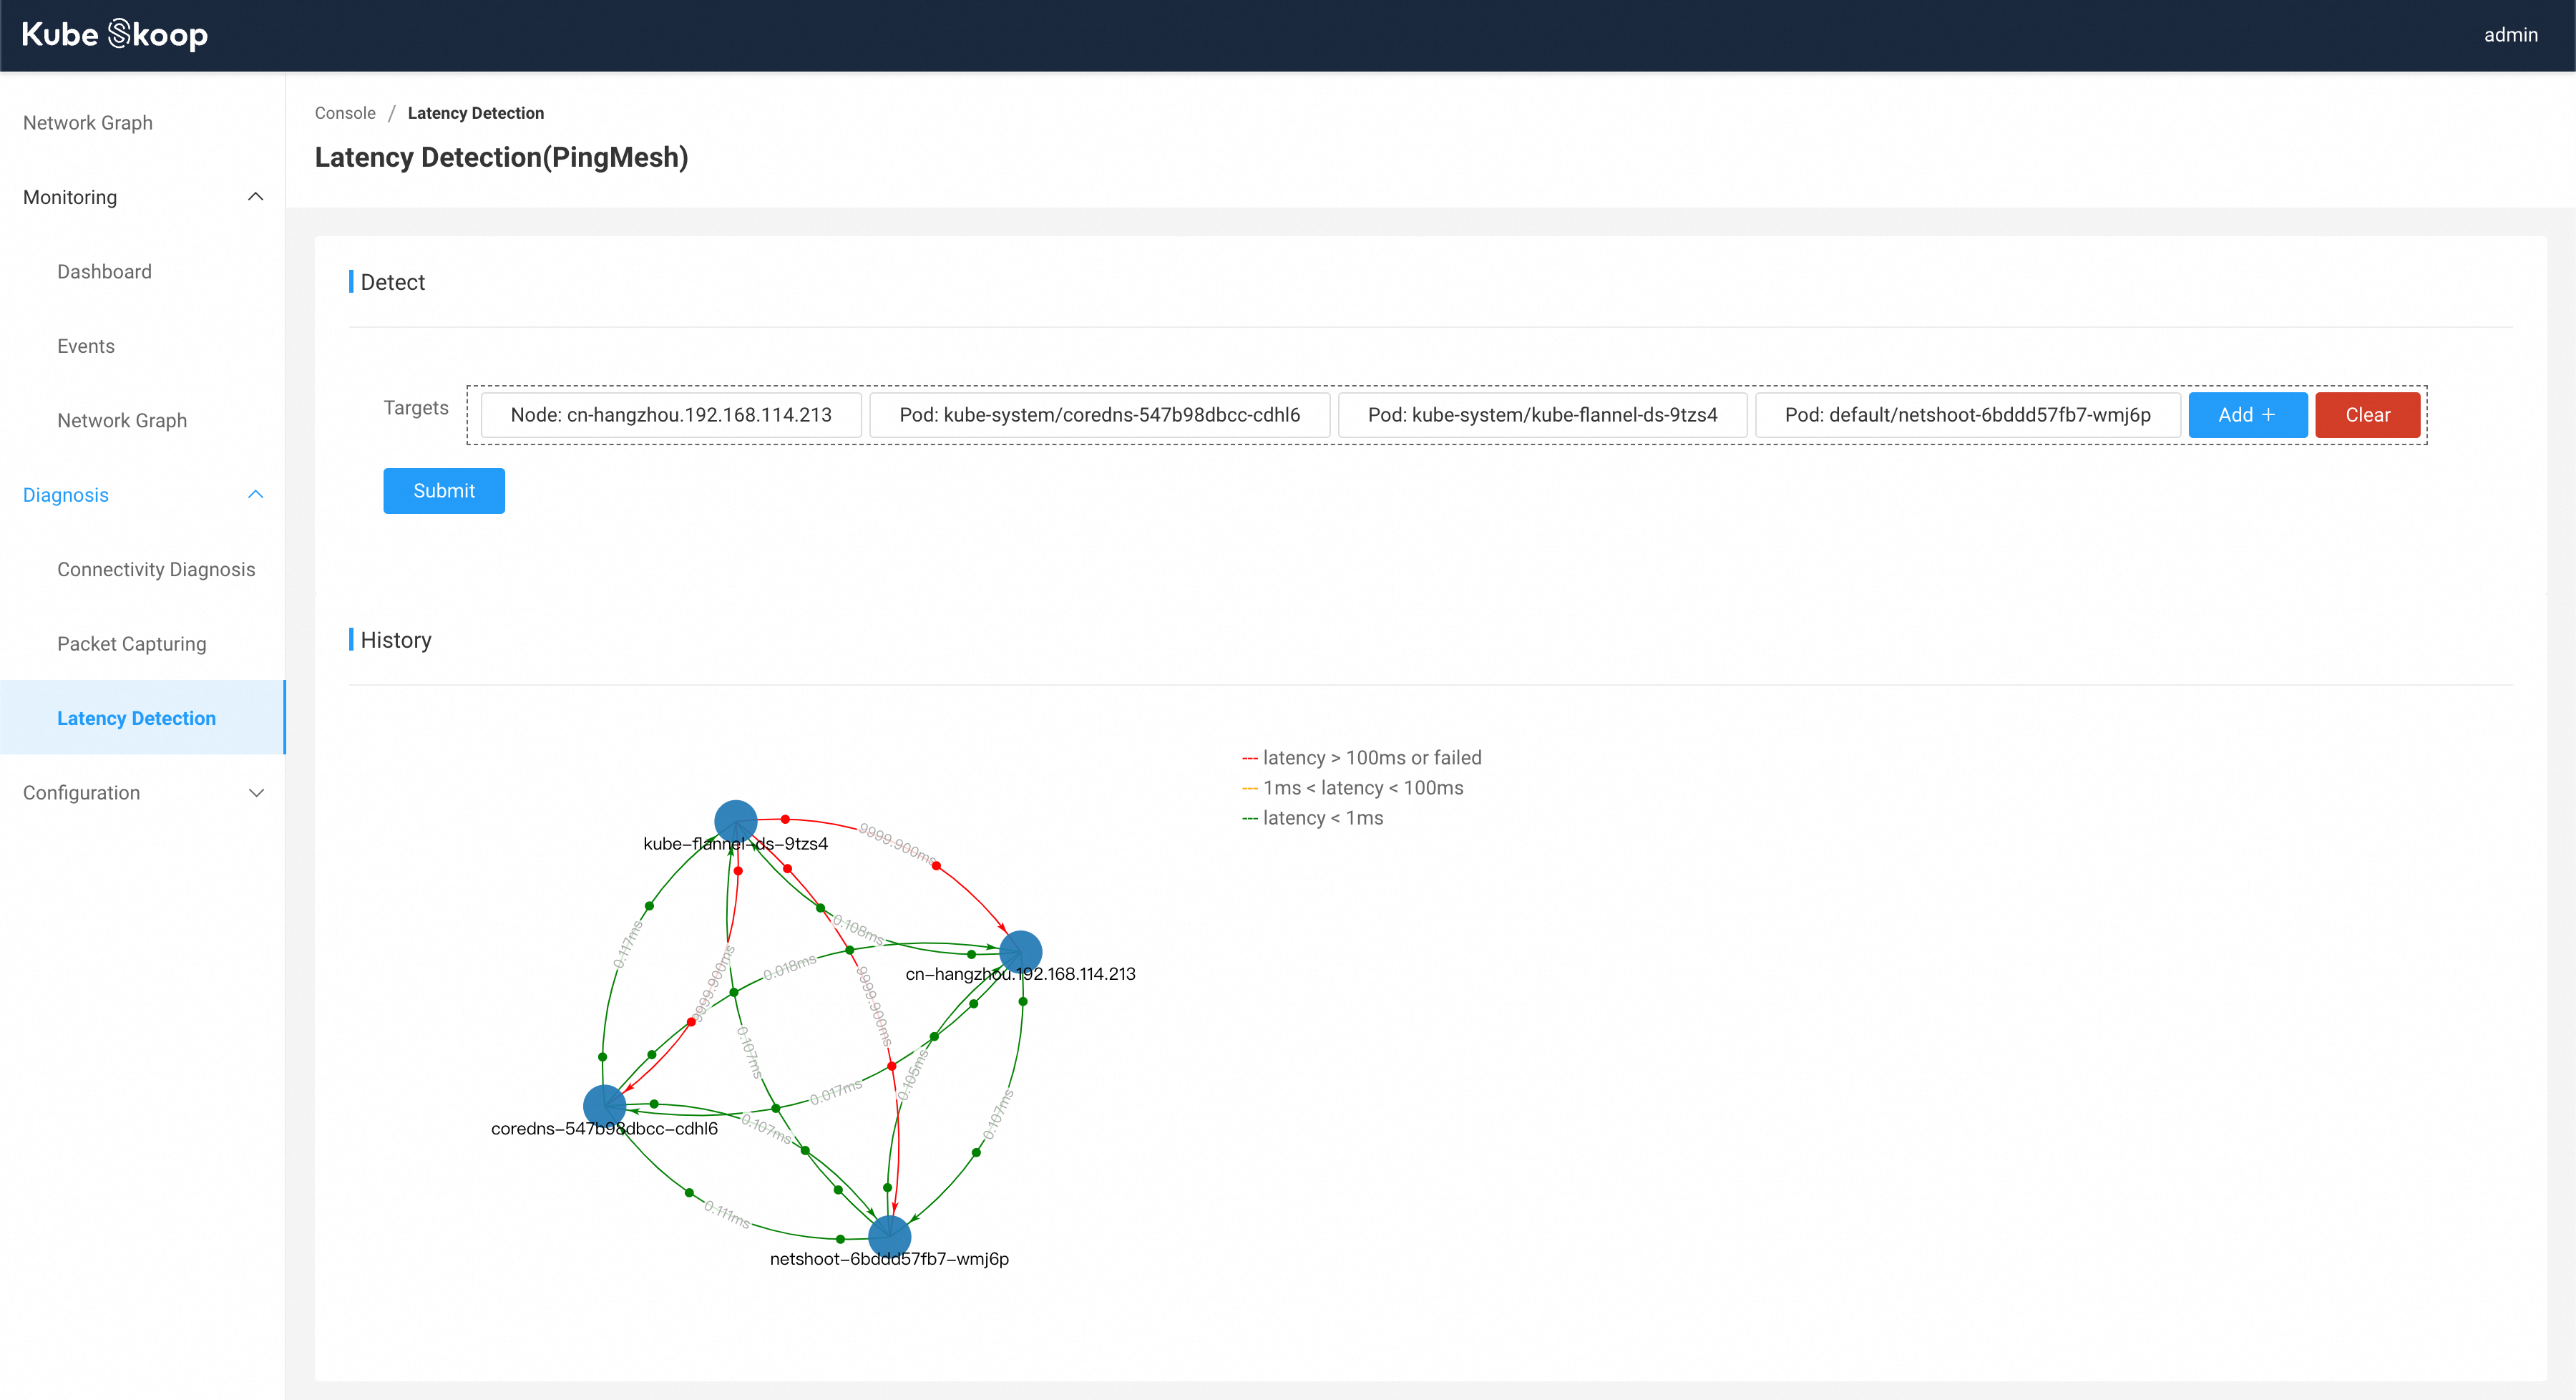 Kube Skoop
admin
Network Graph
Monitoring
Dashboard
Events
Network Graph
Diagnosis
Connectivity Diagnosis
Packet Capturing
Latency Detection
Configuration
Console / Latency Detection
Latency Detection(PingMesh)
Detect
Targets
Node: cn-hangzhou.192.168.114.213
Pod: kube-system/coredns-547b98dbcc-cdhl6
Pod: kube-system/kube-flannel-ds-9tzs4
Pod: default/netshoot-6bddd57fb7-wmj6p
Add +
Clear
Submit
History
--- latency > 100ms or failed
--- 1ms < latency < 100ms
--- latency < 1ms
kube-flannel-ds-9tzs4
9999.900ms
0.108ms
0.117ms
9999.900ms
0.018ms
9999.900ms
cn-hangzhou.192.168.114.213
0.107ms
0.105ms
0.017ms
0.107ms
0.107ms
coredns-547b98dbcc-cdhl6
0.111ms
netshoot-6bddd57fb7-wmj6p